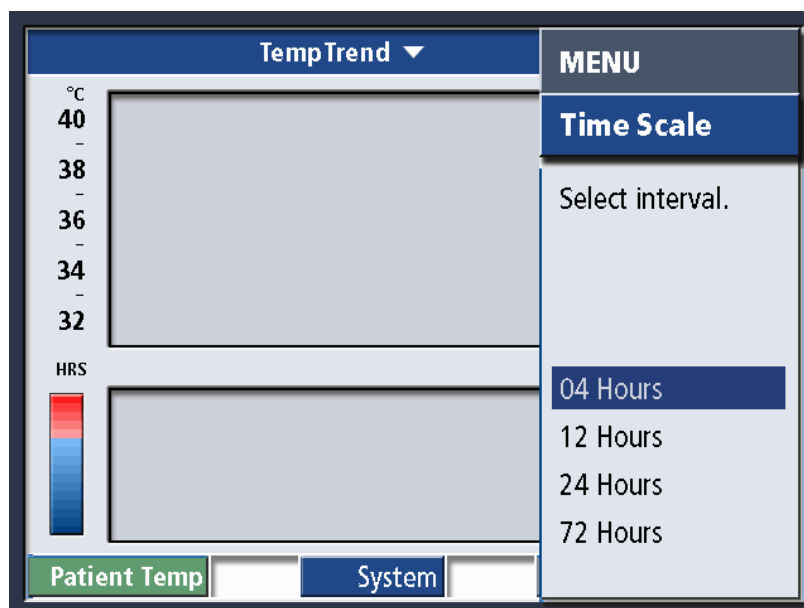 TempTrend
°C
40
38
36
34
32
HRS
Patient Temp
System
MENU
Time Scale
Select interval.
04 Hours
12 Hours
24 Hours
72 Hours